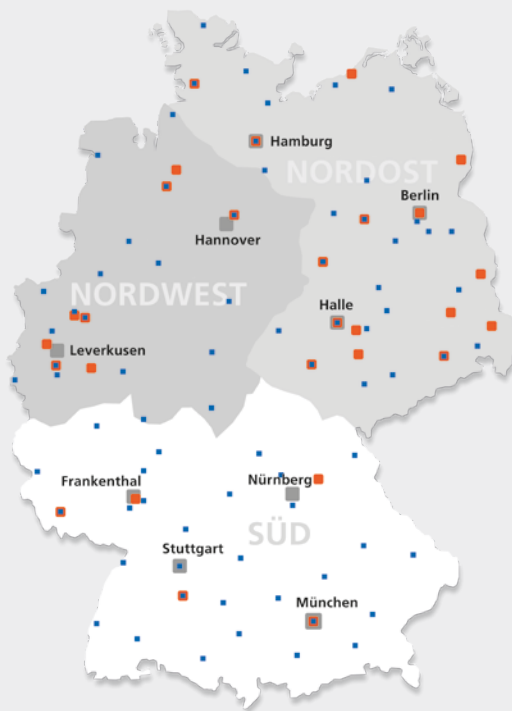 Hamburg
NORDOST
Berlin
Hannover
NORDWEST
Halle
Leverkusen
Frankenthal
Nürnberg
SÜD
Stuttgart
München